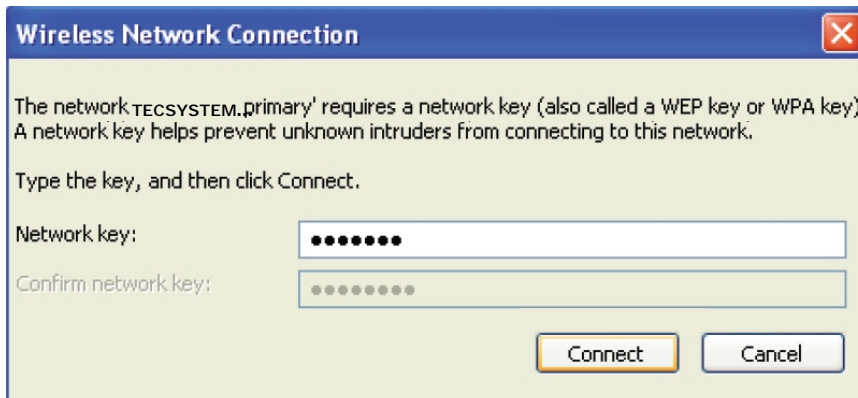 Wireless Network Connection
The network TECSYSTEM..primary' requires a network key (also called a WEP key or WPA key)
A network key helps prevent unknown intruders from connecting to this network.
Type the key, and then click Connect.
Network key: •••••••
Confirm network key: ••••••••
Connect Cancel